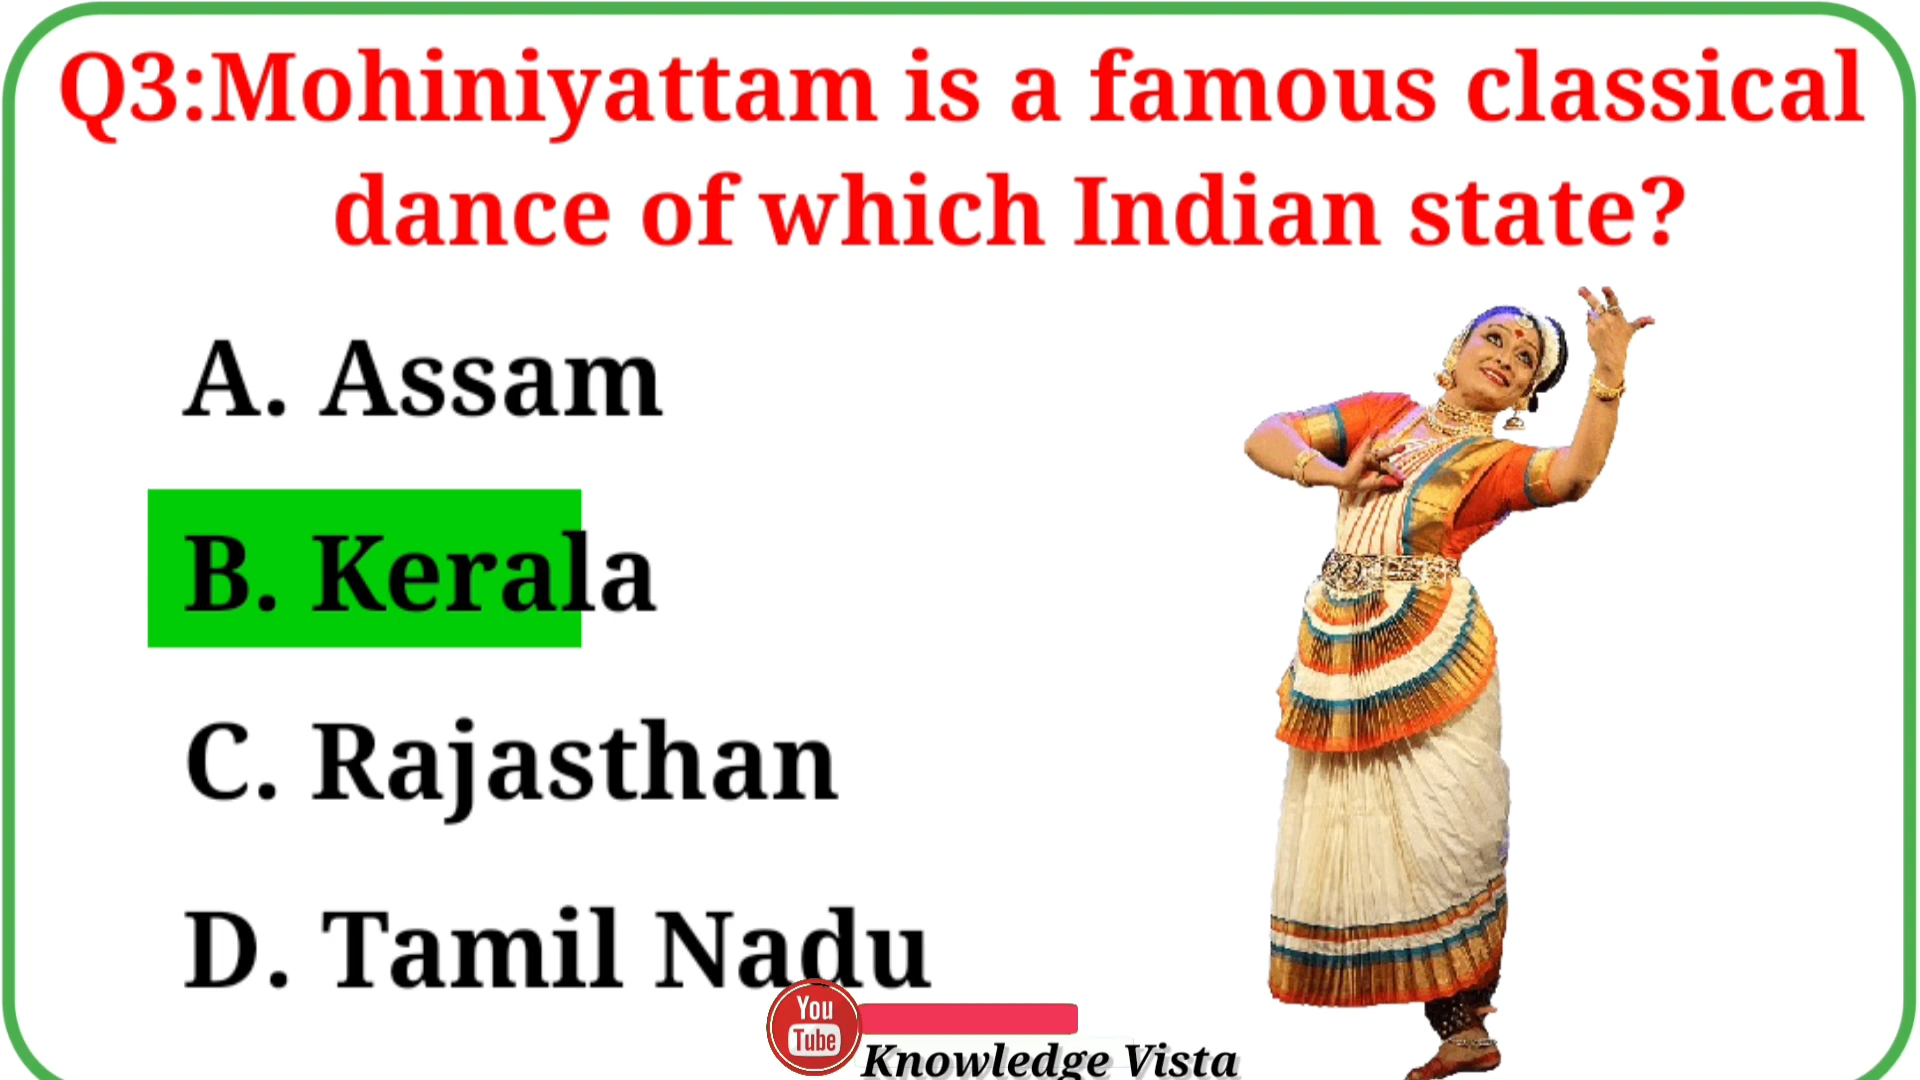 Q3:Mohiniyattam is a famous classical
dance of which Indian state?
A. Assam
B. Kerala
C. Rajasthan
D. Tamil Nadu
You
Tube
Knowledge Vista